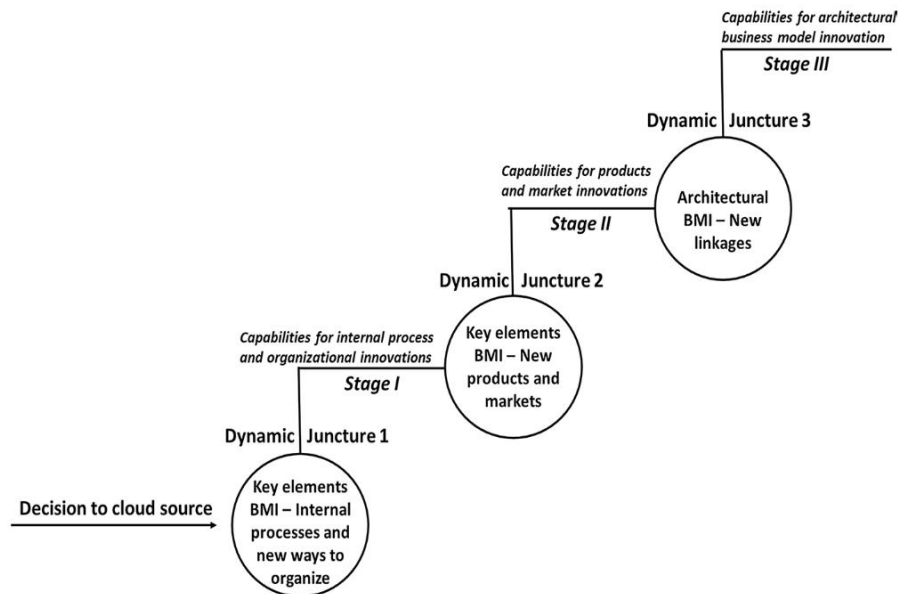 Capabilities for architectural
business model innovation
Stage III
Dynamic Juncture 3
Architectural
BMI – New
linkages
Capabilities for products
and market innovations
Stage II
Dynamic Juncture 2
Key elements
BMI – New
products and
markets
Capabilities for internal process
and organizational innovations
Stage I
Dynamic Juncture 1
Key elements
BMI – Internal
processes and
new ways to
organize
Decision to cloud source